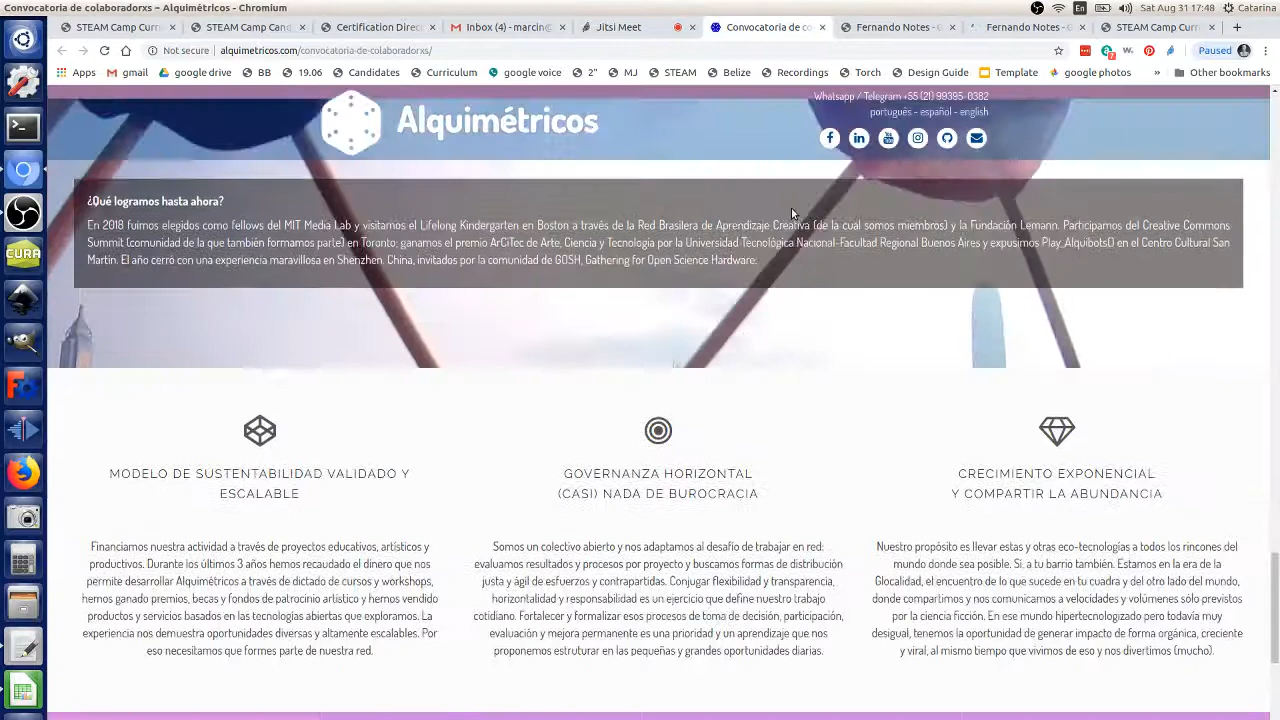 Convocatoria de colaboradorxs – Alquimétricos - Chromium
En
Sat Aug 31 17:48
Catarina
STEAM Camp Curri
STEAM Camp Cand
Certification Direc
Inbox (4) - marcin@
Jitsi Meet
Convocatoria de co
Fernando Notes - G
Fernando Notes - G
STEAM Camp Curr
Not secure
alquimetricos.com/convocatoria-de-colaboradorxs/
Paused
Apps
gmail
google drive
BB
19.06
Candidates
Curriculum
google voice
2"
MJ
STEAM
Belize
Recordings
Torch
Design Guide
Template
google photos
»
Other bookmarks
Alquimétricos
Whatsapp / Telegram +55 (21) 99395-0382
português - español - english
¿Qué logramos hasta ahora?
En 2018 fuimos elegidos como fellows del MIT Media Lab y visitamos el Lifelong Kindergarten en Boston a través de la Red Brasilera de Aprendizaje Creativa (de la cuál somos miembros) y la Fundación Lemann. Participamos del Creative Commons
Summit (comunidad de la que también formamos parte) en Toronto; ganamos el premio ArCiTec de Arte, Ciencia y Tecnología por la Universidad Tecnológica Nacional-Facultad Regional Buenos Aires y expusimos Play_Alquibots() en el Centro Cultural San
Martin. El año cerró con una experiencia maravillosa en Shenzhen, China, invitados por la comunidad de GOSH, Gathering for Open Science Hardware.
MODELO DE SUSTENTABILIDAD VALIDADO Y
ESCALABLE
Financiamos nuestra actividad a través de proyectos educativos, artísticos y
productivos. Durante los últimos 3 años hemos recaudado el dinero que nos
permite desarrollar Alquimétricos a través del dictado de cursos y workshops,
hemos ganado premios, becas y fondos de patrocinio artístico y hemos vendido
productos y servicios basados en las tecnologías abiertas que exploramos. La
experiencia nos demuestra oportunidades diversas y altamente escalables. Por
eso necesitamos que formes parte de nuestra red.
GOVERNANZA HORIZONTAL
(CASI) NADA DE BUROCRACIA
Somos un colectivo abierto y nos adaptamos al desafío de trabajar en red:
evaluamos resultados y procesos por proyecto y buscamos formas de distribución
justa y ágil de esfuerzos y contrapartidas. Conjugar agilidad y transparencia,
horizontalidad y responsabilidad es un ejercicio que define nuestro trabajo
cotidiano. Fortalecer y formalizar esos procesos de toma de decisión, participación,
evaluación y mejora permanente es una prioridad y un aprendizaje que nos
proponemos estructurar en las pequeñas y grandes oportunidades diarias.
CRECIMIENTO EXPONENCIAL
Y COMPARTIR LA ABUNDANCIA
Nuestro propósito es llevar estas y otras eco-tecnologías a todos los rincones del
mundo donde sea posible. Si, a tu barrio también. Estamos en la era de la
Glocalidad, el encuentro de lo que sucede en tu cuadra y del otro lado del mundo,
donde compartimos y nos comunicamos a velocidades y volúmenes sólo previstos
por la ciencia ficción. En ese mundo hipertecnologizado pero todavía muy
desigual, tenemos la oportunidad de generar impacto de forma orgánica, creciente
y viral, al mismo tiempo que vivimos de eso y nos divertimos (mucho).